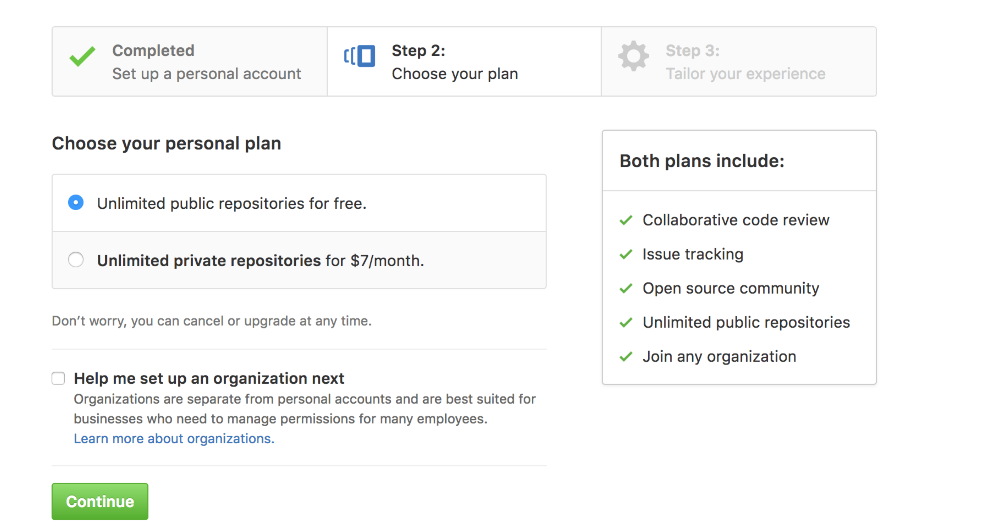 Completed
Set up a personal account
Step 2:
Choose your plan
Step 3:
Tailor your experience
Choose your personal plan
Unlimited public repositories for free.
Unlimited private repositories for $7/month.
Don’t worry, you can cancel or upgrade at any time.
Help me set up an organization next
Organizations are separate from personal accounts and are best suited for
businesses who need to manage permissions for many employees.
Learn more about organizations.
Continue
Both plans include:
Collaborative code review
Issue tracking
Open source community
Unlimited public repositories
Join any organization